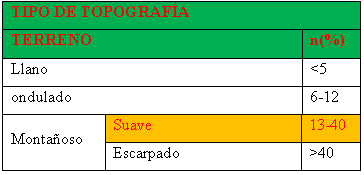 TIPO DE TOPOGRAFÍA
TERRENO n(%)
Llano <5
ondulado 6-12
Montañoso
Suave 13-40
Escarpado >40